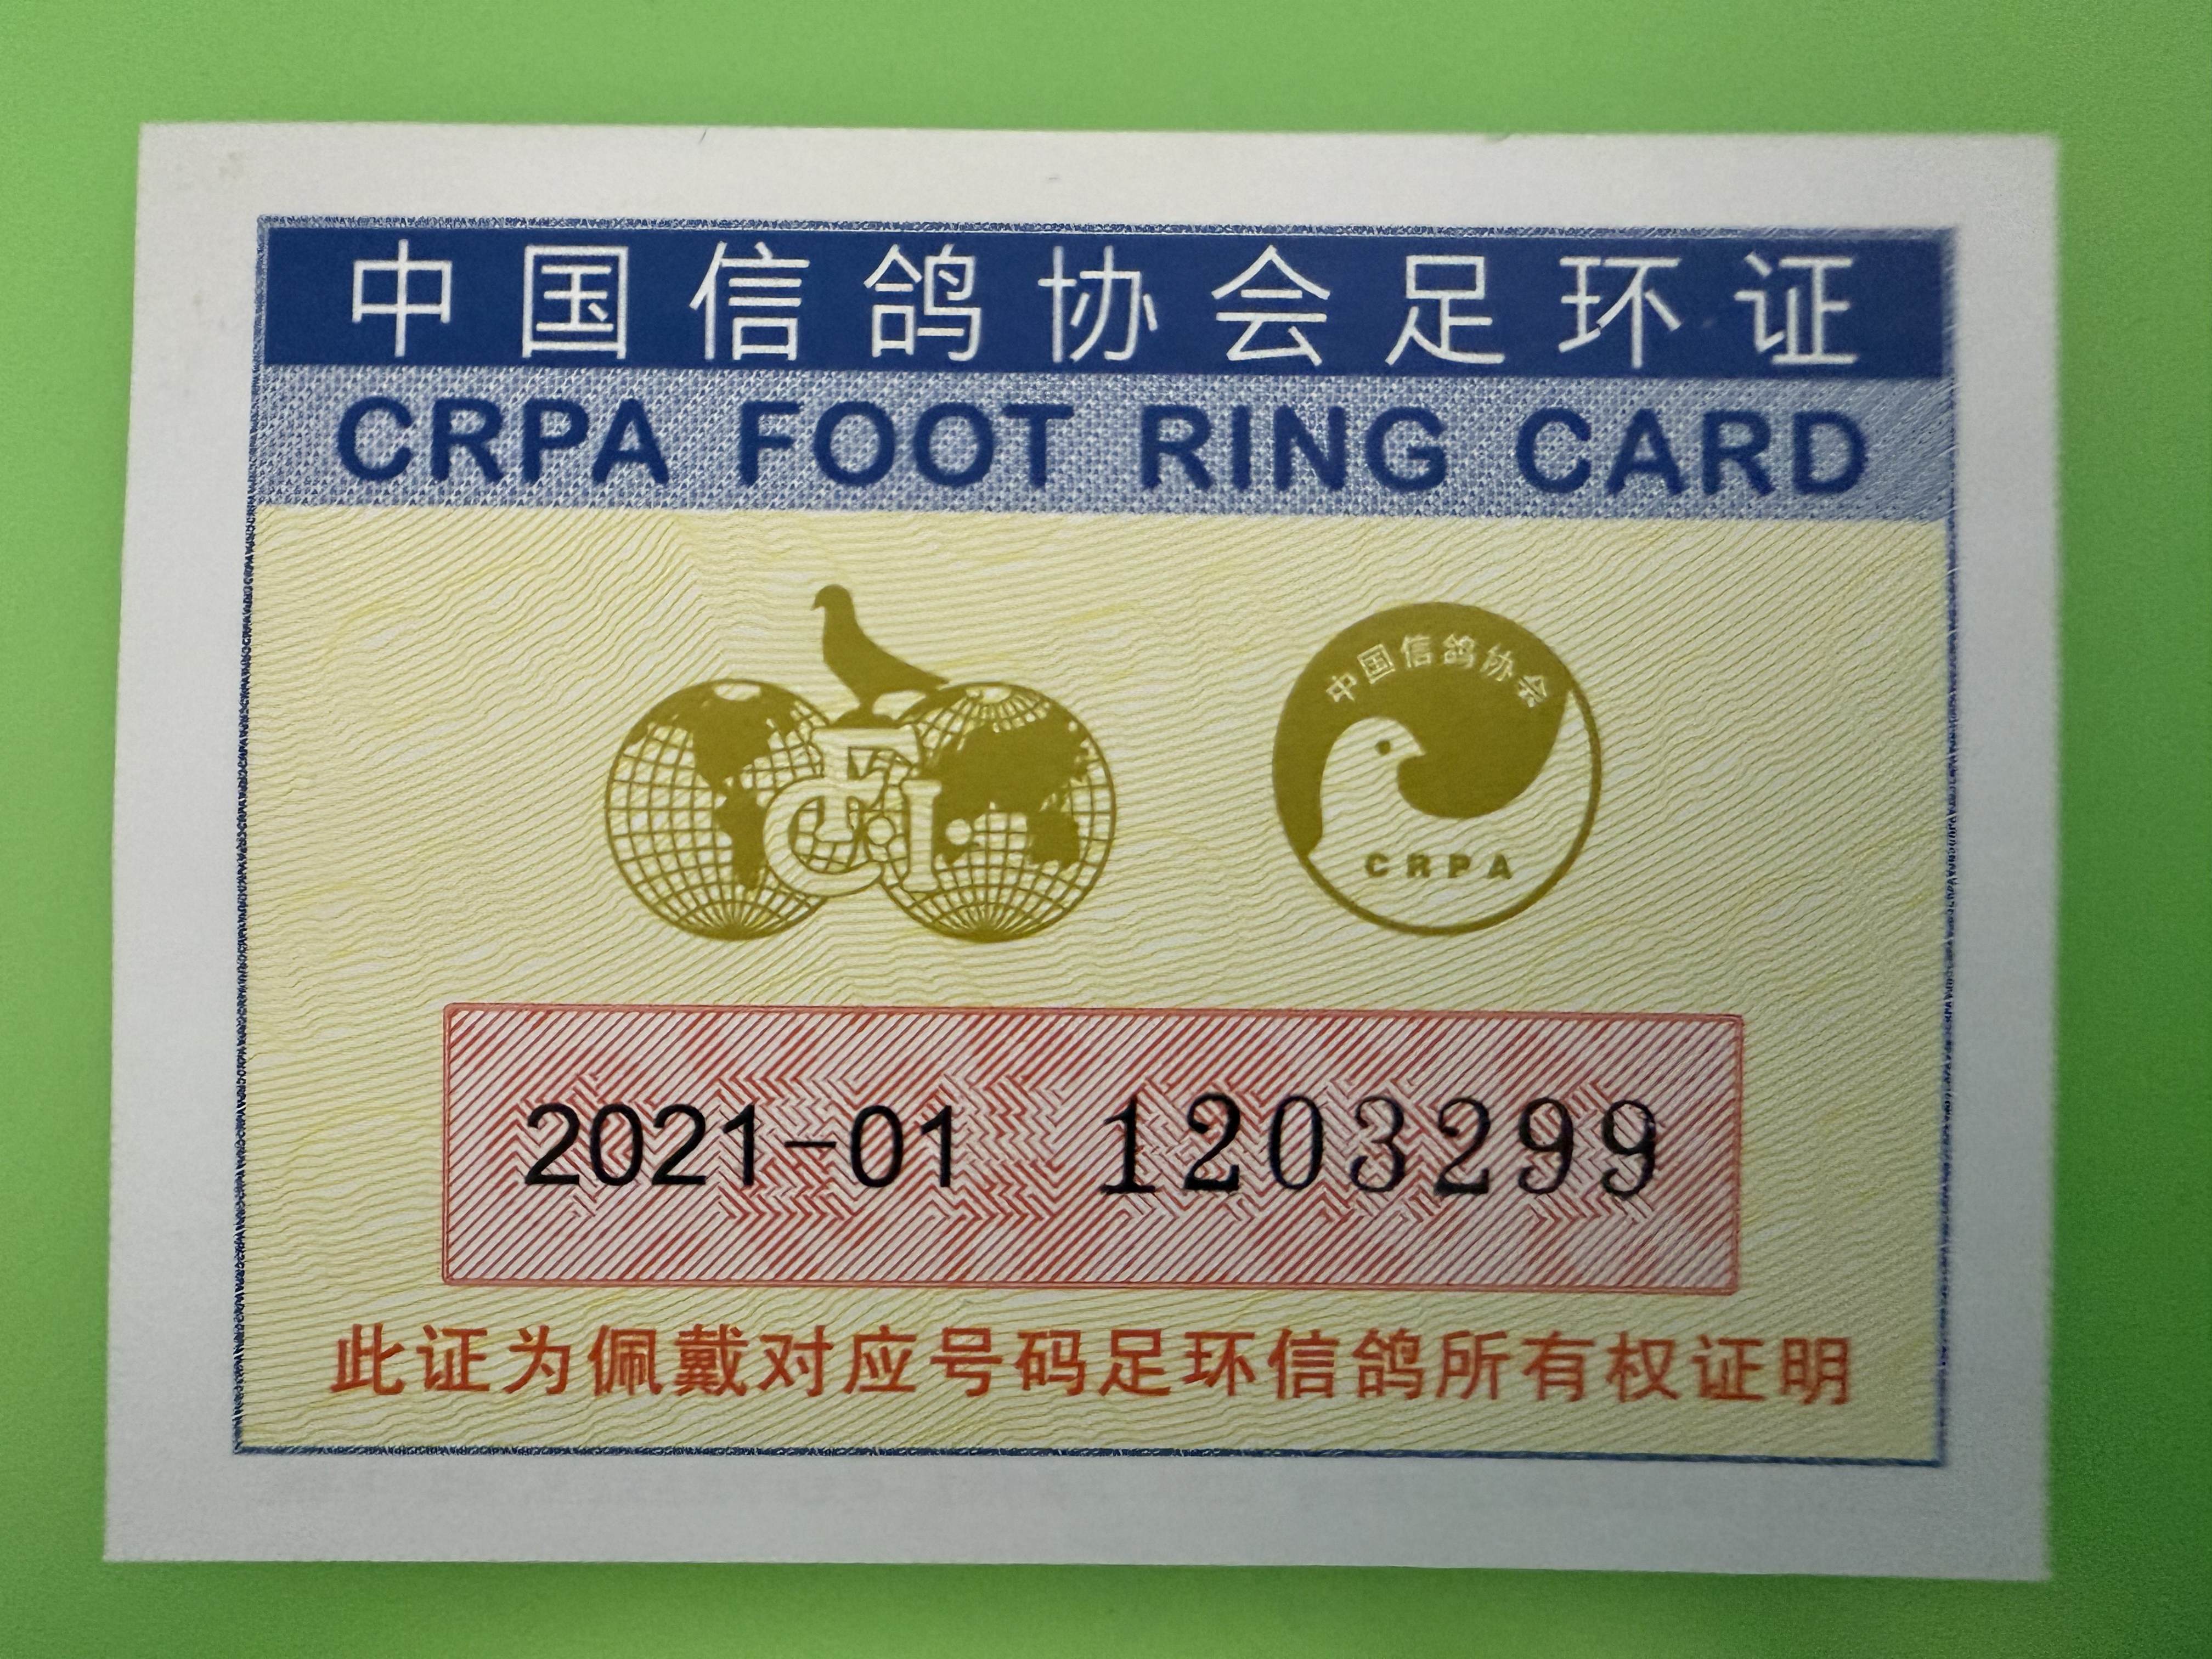 中国信鸽协会足环证
CRPA FOOT RING CARD
中国信鸽协会
CRPA
2021-01 1203299
此证为佩戴对应号码足环信鸽所有权证明